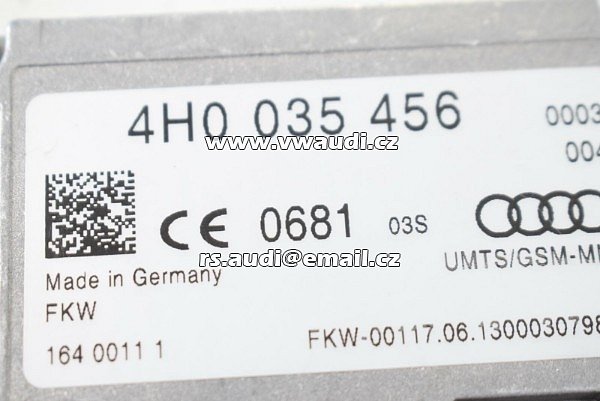 4H0 035 456
0003
www.vwaudi.cz
004
CE 0681 03S
rs.audi@email.cz
UMTS/GSM-M
Made in Germany
FKW
FKW-00117.06.1300030798
164 0011 1